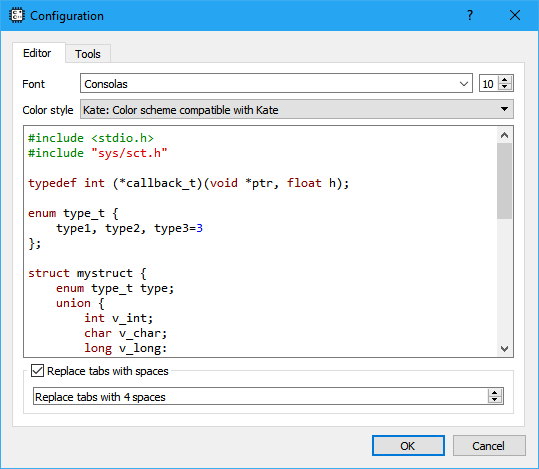 Configuration
Editor Tools
Font Consolas 10
Color style Kate: Color scheme compatible with Kate
#include <stdio.h>
#include "sys/sct.h"
typedef int (*callback_t)(void *ptr, float h);
enum type_t {
type1, type2, type3=3
};
struct mystruct {
enum type_t type;
union {
int v_int;
char v_char;
long v_long:
Replace tabs with spaces
Replace tabs with 4 spaces
OK Cancel